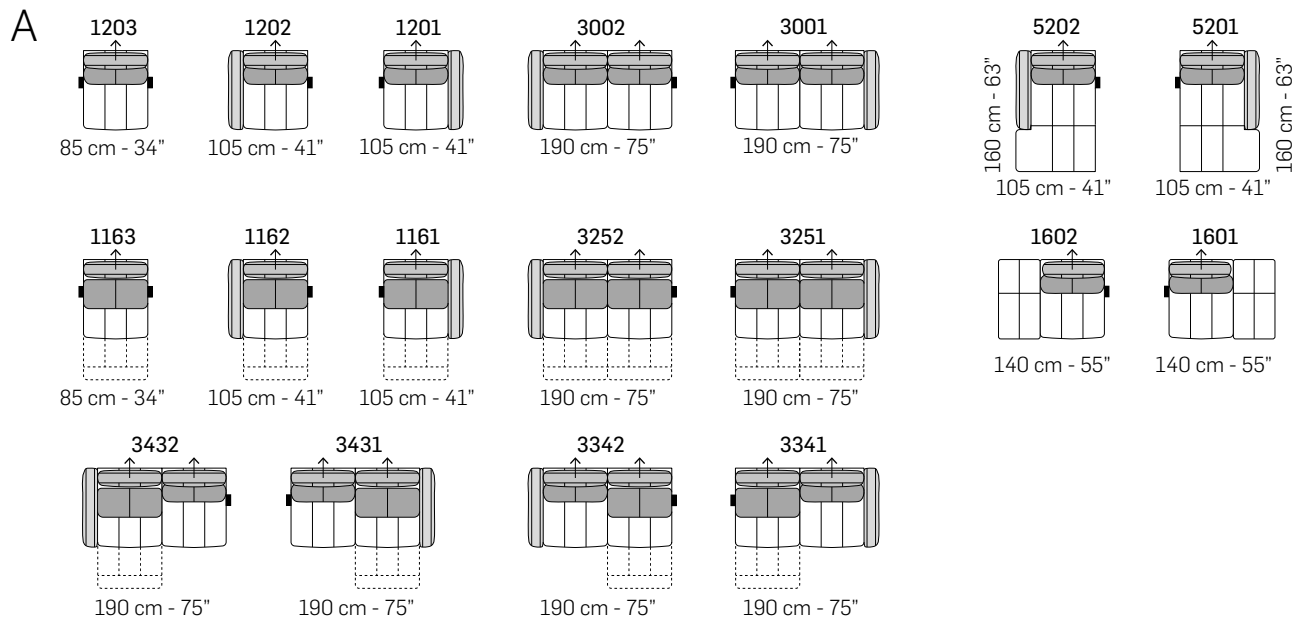 A
1203 1202 1201 3002 3001 5202 5201
160 cm - 63” 160 cm - 63”
85 cm - 34” 105 cm - 41” 105 cm - 41” 190 cm - 75” 190 cm - 75”
105 cm - 41” 105 cm - 41”
1163 1162 1161 3252 3251 1602 1601
140 cm - 55” 140 cm - 55”
85 cm - 34” 105 cm - 41” 105 cm - 41” 190 cm - 75” 190 cm - 75”
3432 3431 3342 3341
190 cm - 75” 190 cm - 75” 190 cm - 75” 190 cm - 75”